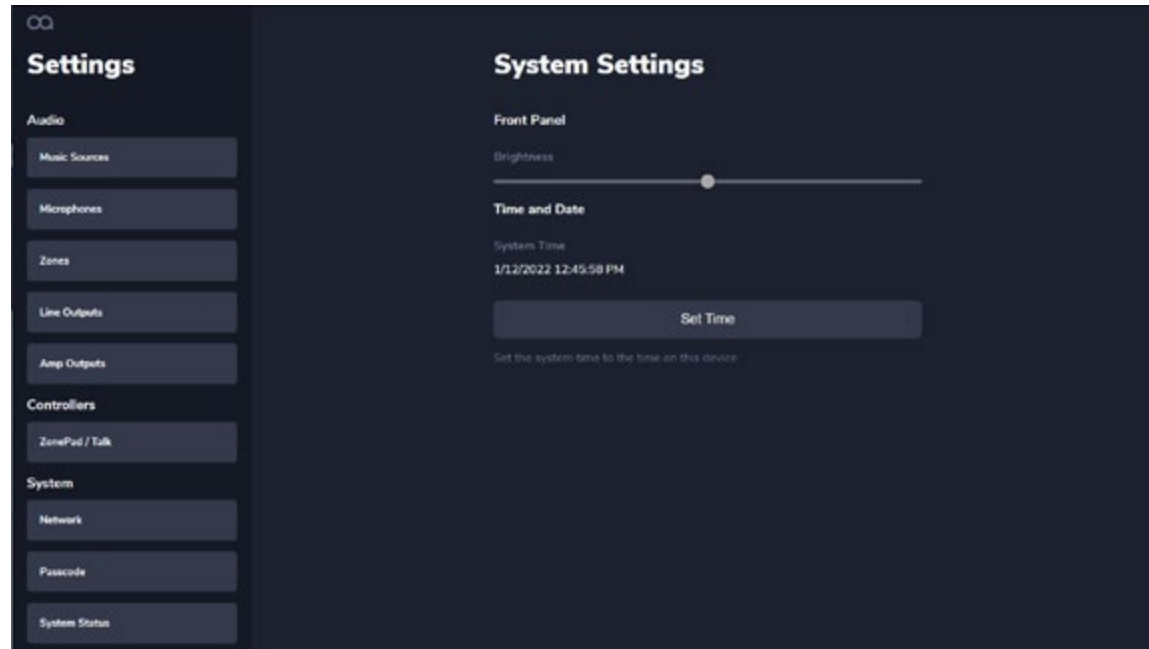 Settings
Audio
Music Sources
Microphones
Zones
Line Outputs
Amp Outputs
Controllers
ZonePad / Talk
System
Network
Passcode
System Status
System Settings
Front Panel
Brightness
Time and Date
System Time
1/12/2022 12:45:58 PM
Set Time
Set the system time to the time on this device